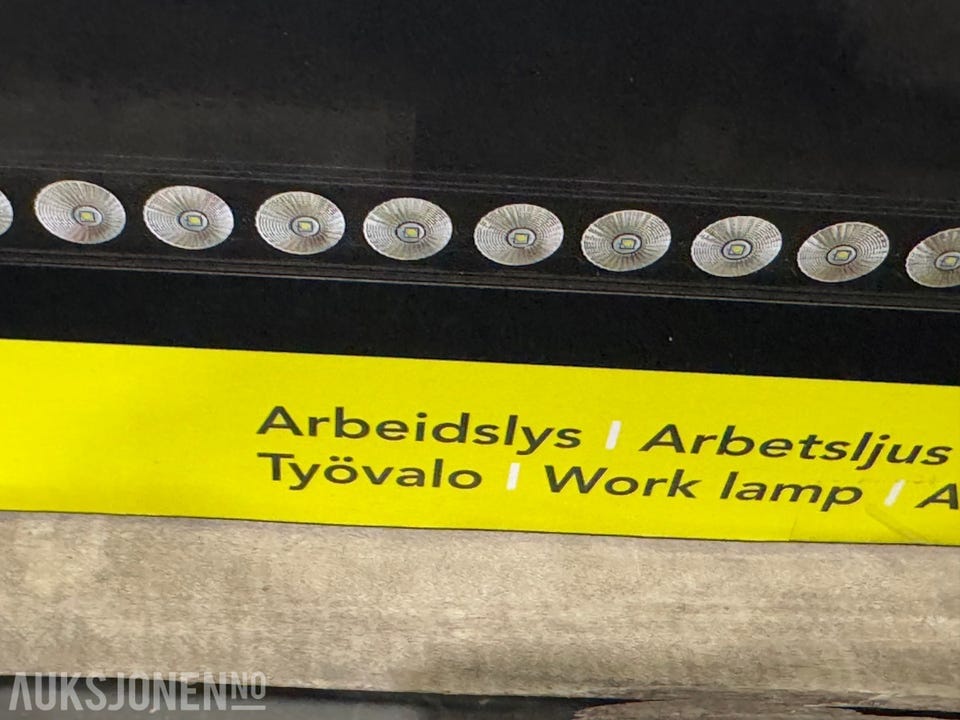 Arbeidslys | Arbetsljus
Työvalo | Work lamp | A
AUKSJONEN.NO